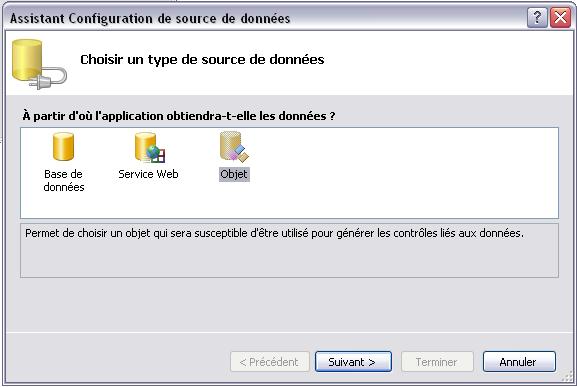 Assistant Configuration de source de données
Choisir un type de source de données
À partir d'où l'application obtiendra-t-elle les données ?
Base de données
Service Web
Objet
Permet de choisir un objet qui sera susceptible d'être utilisé pour générer les contrôles liés aux données.
< Précédent
Suivant >
Terminer
Annuler